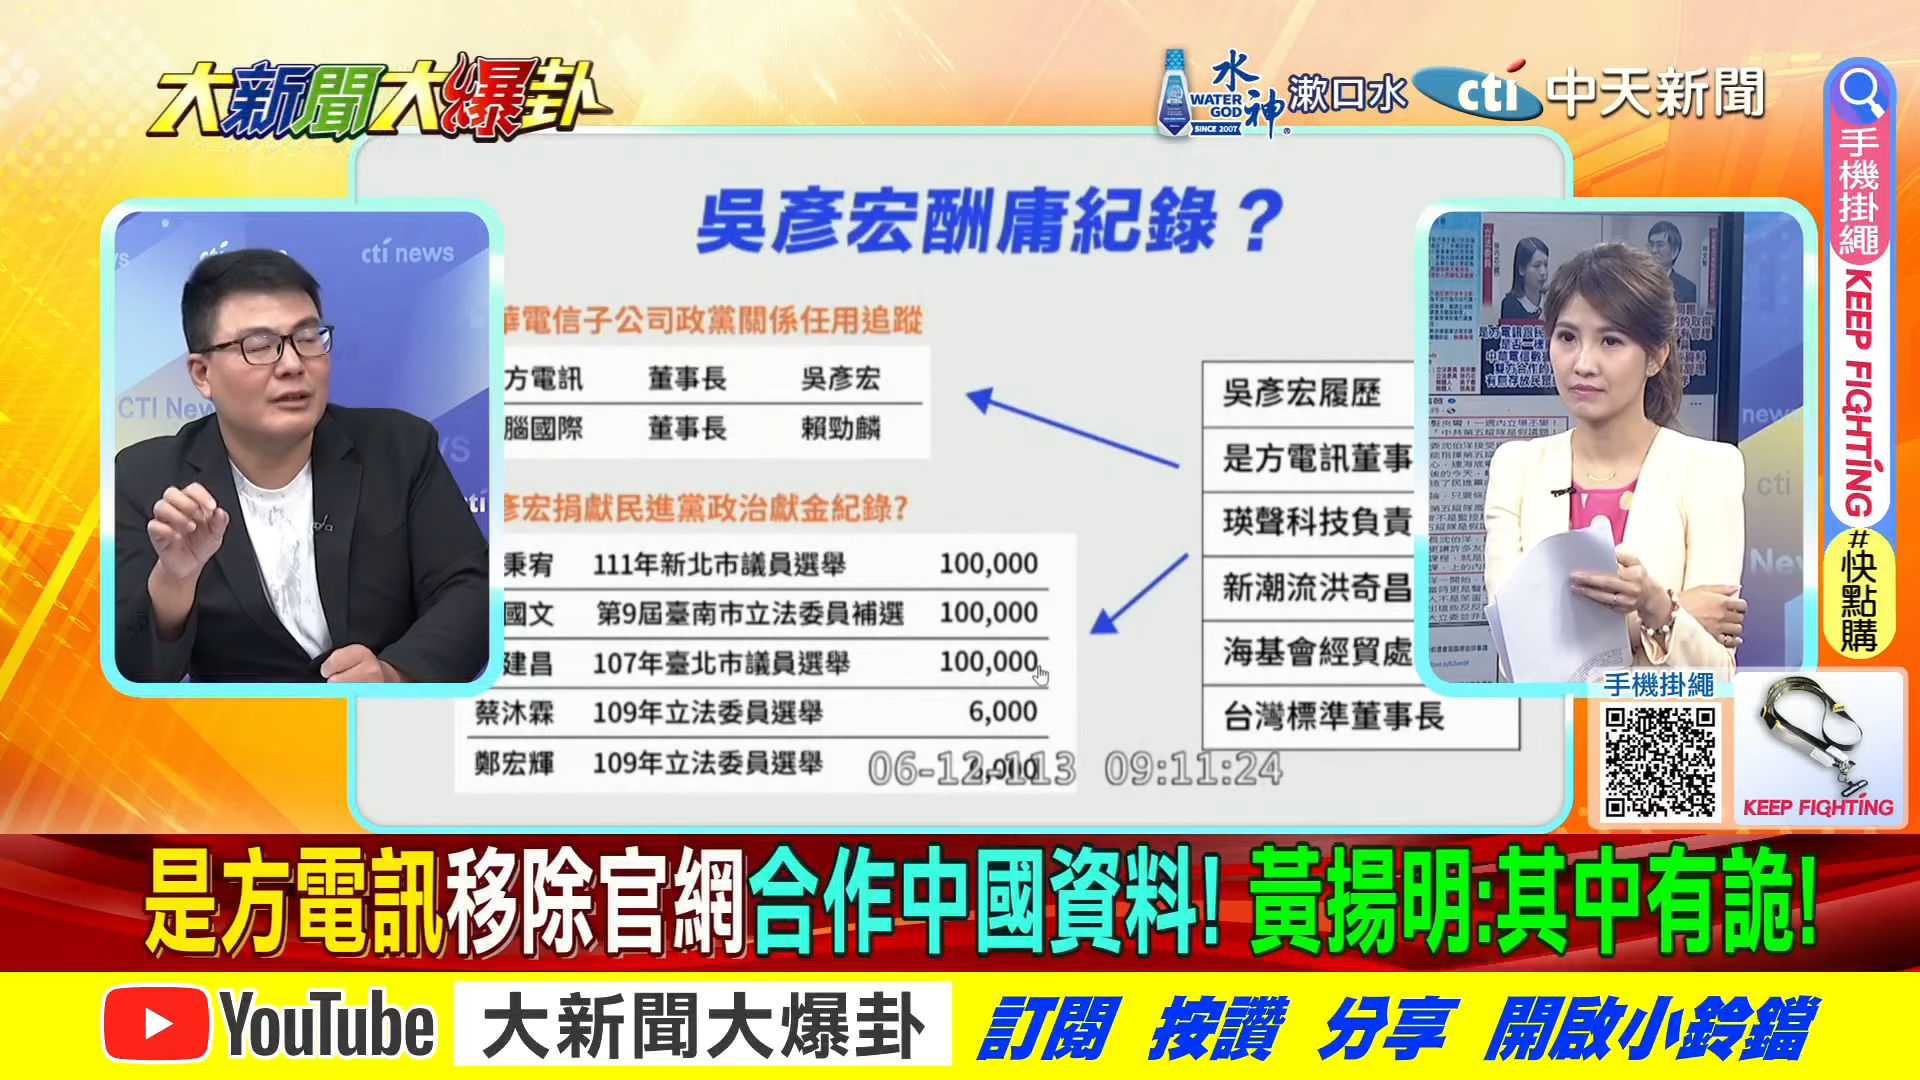 大新聞大爆卦
水神
WATER GOD
SINCE 2007
漱口水
cti 中天新聞
手機掛繩
KEEP FIGHTING
#快點購
吳彥宏酬庸紀錄？
華電信子公司政黨關係任用追蹤
方電訊 董事長 吳彥宏
腦國際 董事長 賴勁麟
彥宏捐獻民進黨政治獻金紀錄?
秉宥 111年新北市議員選舉 100,000
國文 第9屆臺南市立法委員補選 100,000
建昌 107年臺北市議員選舉 100,000
蔡沐霖 109年立法委員選舉 6,000
鄭宏輝 109年立法委員選舉
06-12-113 09:11:24
吳彥宏履歷
是方電訊董事
瑛聲科技負責
新潮流洪奇昌
海基會經貿處
台灣標準董事長
cti news
CTI New
手機掛繩
KEEP FIGHTING
是方電訊移除官網合作中國資料! 黃揚明:其中有詭!
YouTube 大新聞大爆卦 訂閱 按讚 分享 開啟小鈴鐺